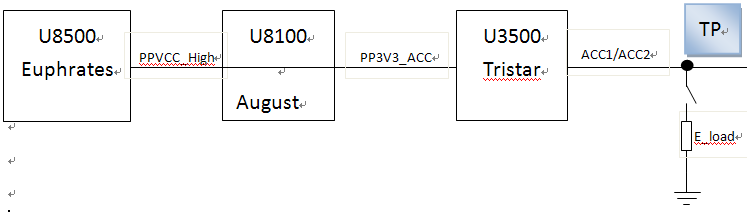 U8500
Euphrates
PPVCC_High
U8100
August
PP3V3_ACC
U3500
Tristar
ACC1/ACC2
TP
E_load